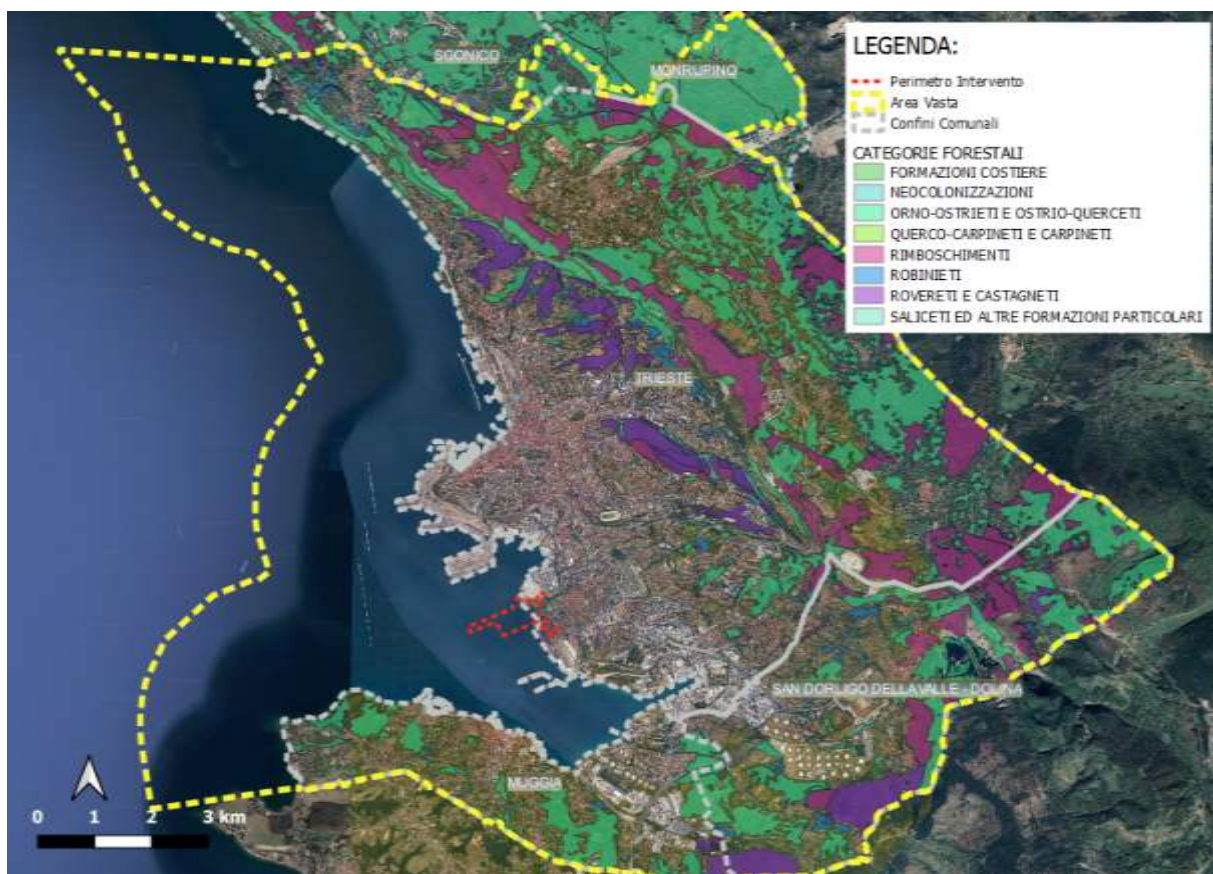 SGONICO
MONRUPINO
LEGENDA:
Perimetro Intervento
Area Vasta
Confini Comunali
CATEGORIE FORESTALI
FORMAZIONI COSTIERE
NEOCOLONIZZAZIONI
ORNO-OSTRIETI E OSTRIO-QUERCETI
QUERCO-CARPINETI E CARPINETI
RIMBOSCHIMENTI
ROBINIETI
ROVERETI E CASTAGNETI
SALICETI ED ALTRE FORMAZIONI PARTICOLARI
TRIESTE
SAN DORLIGO DELLA VALLE - DOLINA
MUGGIA
0 1 2 3 km